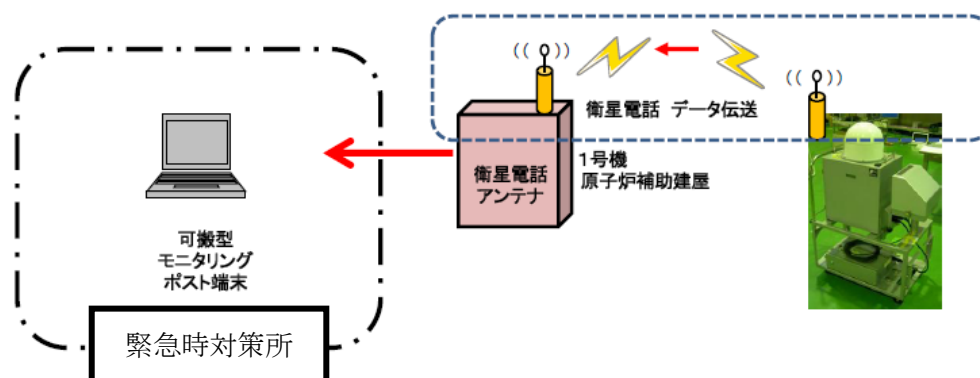 衛星電話 データ伝送
1号機
原子炉補助建屋
衛星電話
アンテナ
可搬型
モニタリング
ポスト端末
緊急時対策所